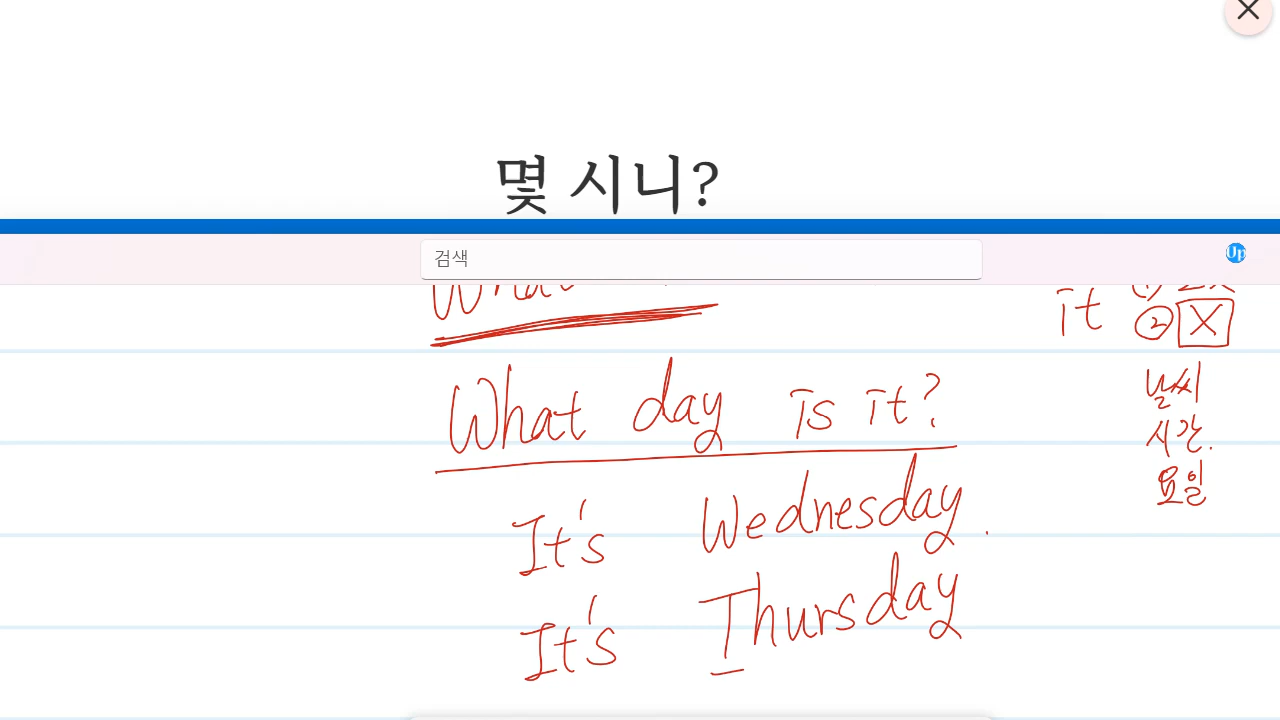 몇 시니?
검색
Up
it ② X
What day is it?
날씨
시간.
요일
It's Wednesday.
It's Thursday